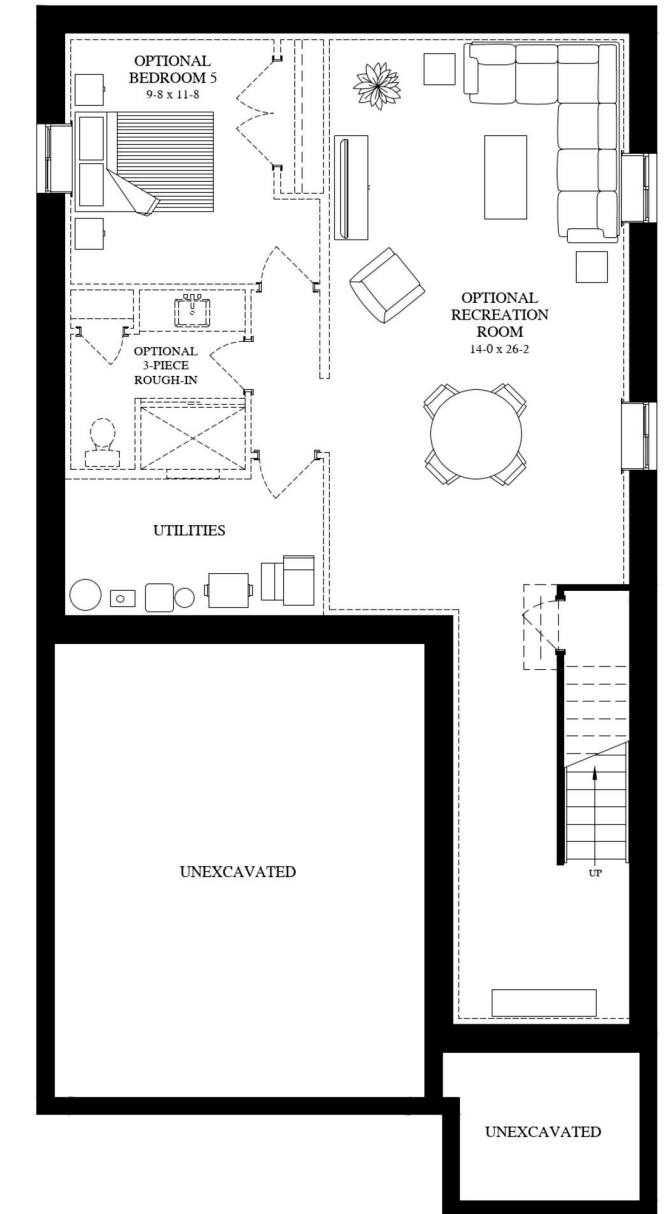 OPTIONAL
BEDROOM 5
9-8 x 11-8
OPTIONAL
RECREATION
ROOM
14-0 x 26-2
OPTIONAL
3-PIECE
ROUGH-IN
UTILITIES
UNEXCAVATED
UP
UNEXCAVATED